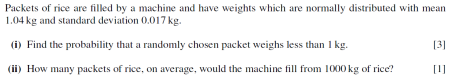 Packets of rice are filled by a machine and have weights which are normally distributed with mean
1.04 kg and standard deviation 0.017 kg.
(i) Find the probability that a randomly chosen packet weighs less than 1 kg. [3]
(ii) How many packets of rice, on average, would the machine fill from 1000 kg of rice? [1]